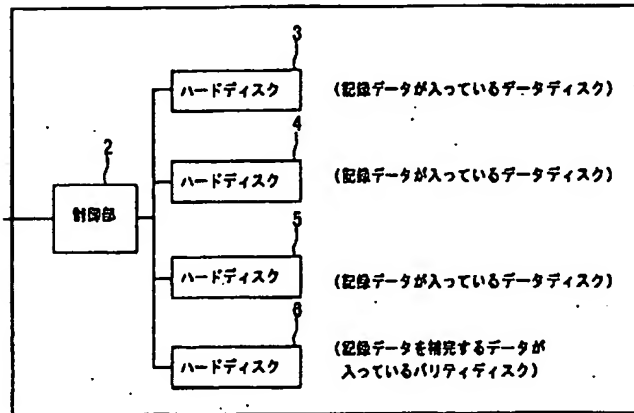 3
ハードディスク (記録データが入っているデータディスク)
4
ハードディスク (記録データが入っているデータディスク)
2
制御部
5
ハードディスク (記録データが入っているデータディスク)
6
ハードディスク (記録データを補完するデータが
入っているパリティディスク)